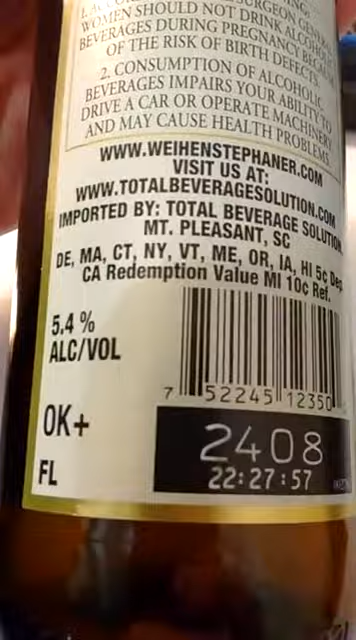 SURGEON GENERAL
WOMEN SHOULD NOT DRINK ALCOHOLIC
BEVERAGES DURING PREGNANCY BECAUSE
OF THE RISK OF BIRTH DEFECTS.
2. CONSUMPTION OF ALCOHOLIC
BEVERAGES IMPAIRS YOUR ABILITY TO
DRIVE A CAR OR OPERATE MACHINERY
AND MAY CAUSE HEALTH PROBLEMS.
WWW.WEIHENSTEPHANER.COM
VISIT US AT:
WWW.TOTALBEVERAGESOLUTION.COM
IMPORTED BY: TOTAL BEVERAGE SOLUTION
MT. PLEASANT, SC
DE, MA, CT, NY, VT, ME, OR, IA, HI 5¢ Dep
CA Redemption Value MI 10¢ Ref.
5.4 %
ALC/VOL
7 52245 12350
OK+
FL
2408
22:27:57